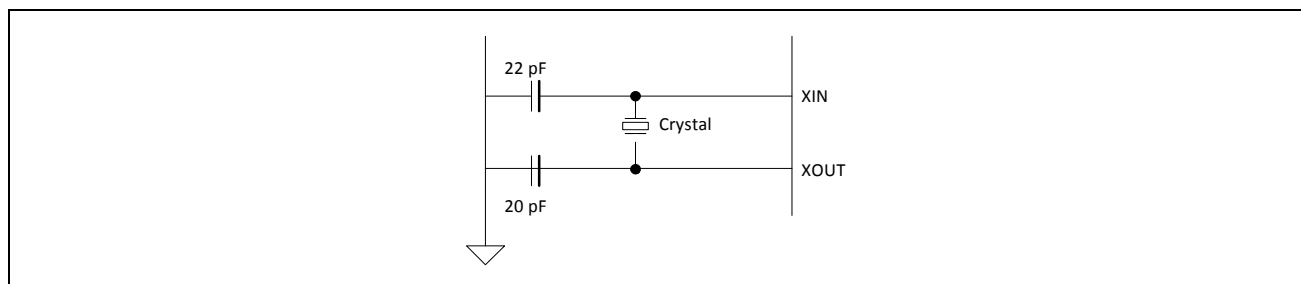 22 pF
XIN
Crystal
XOUT
20 pF